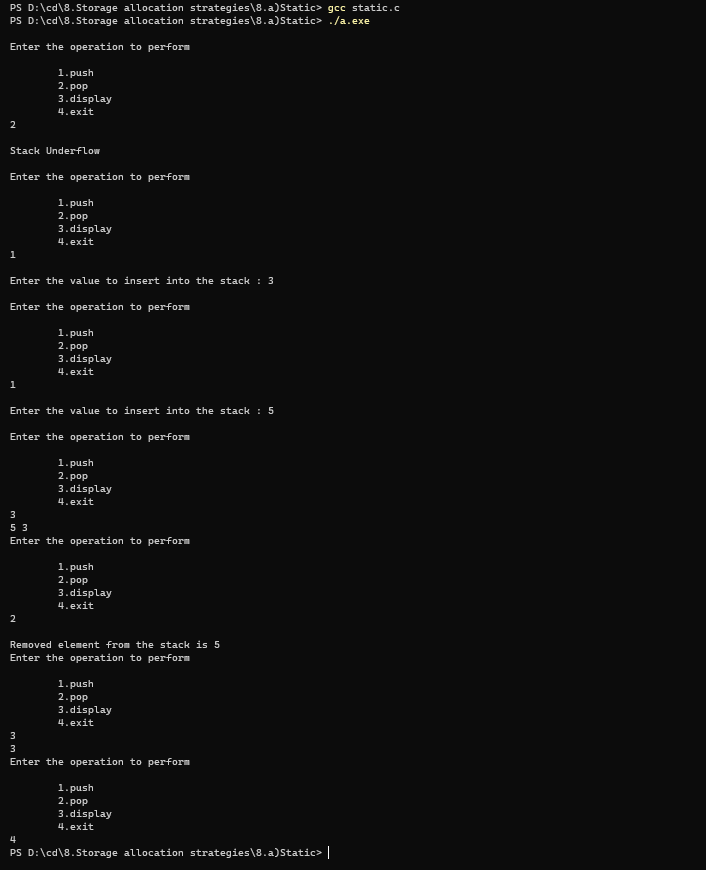 PS D:\cd\8.Storage allocation strategies\8.a)Static> gcc static.c
PS D:\cd\8.Storage allocation strategies\8.a)Static> ./a.exe
Enter the operation to perform
1.push
2.pop
3.display
4.exit
2
Stack Underflow
Enter the operation to perform
1.push
2.pop
3.display
4.exit
1
Enter the value to insert into the stack : 3
Enter the operation to perform
1.push
2.pop
3.display
4.exit
1
Enter the value to insert into the stack : 5
Enter the operation to perform
1.push
2.pop
3.display
4.exit
3
5 3
Enter the operation to perform
1.push
2.pop
3.display
4.exit
2
Removed element from the stack is 5
Enter the operation to perform
1.push
2.pop
3.display
4.exit
3
3
Enter the operation to perform
1.push
2.pop
3.display
4.exit
4
PS D:\cd\8.Storage allocation strategies\8.a)Static>